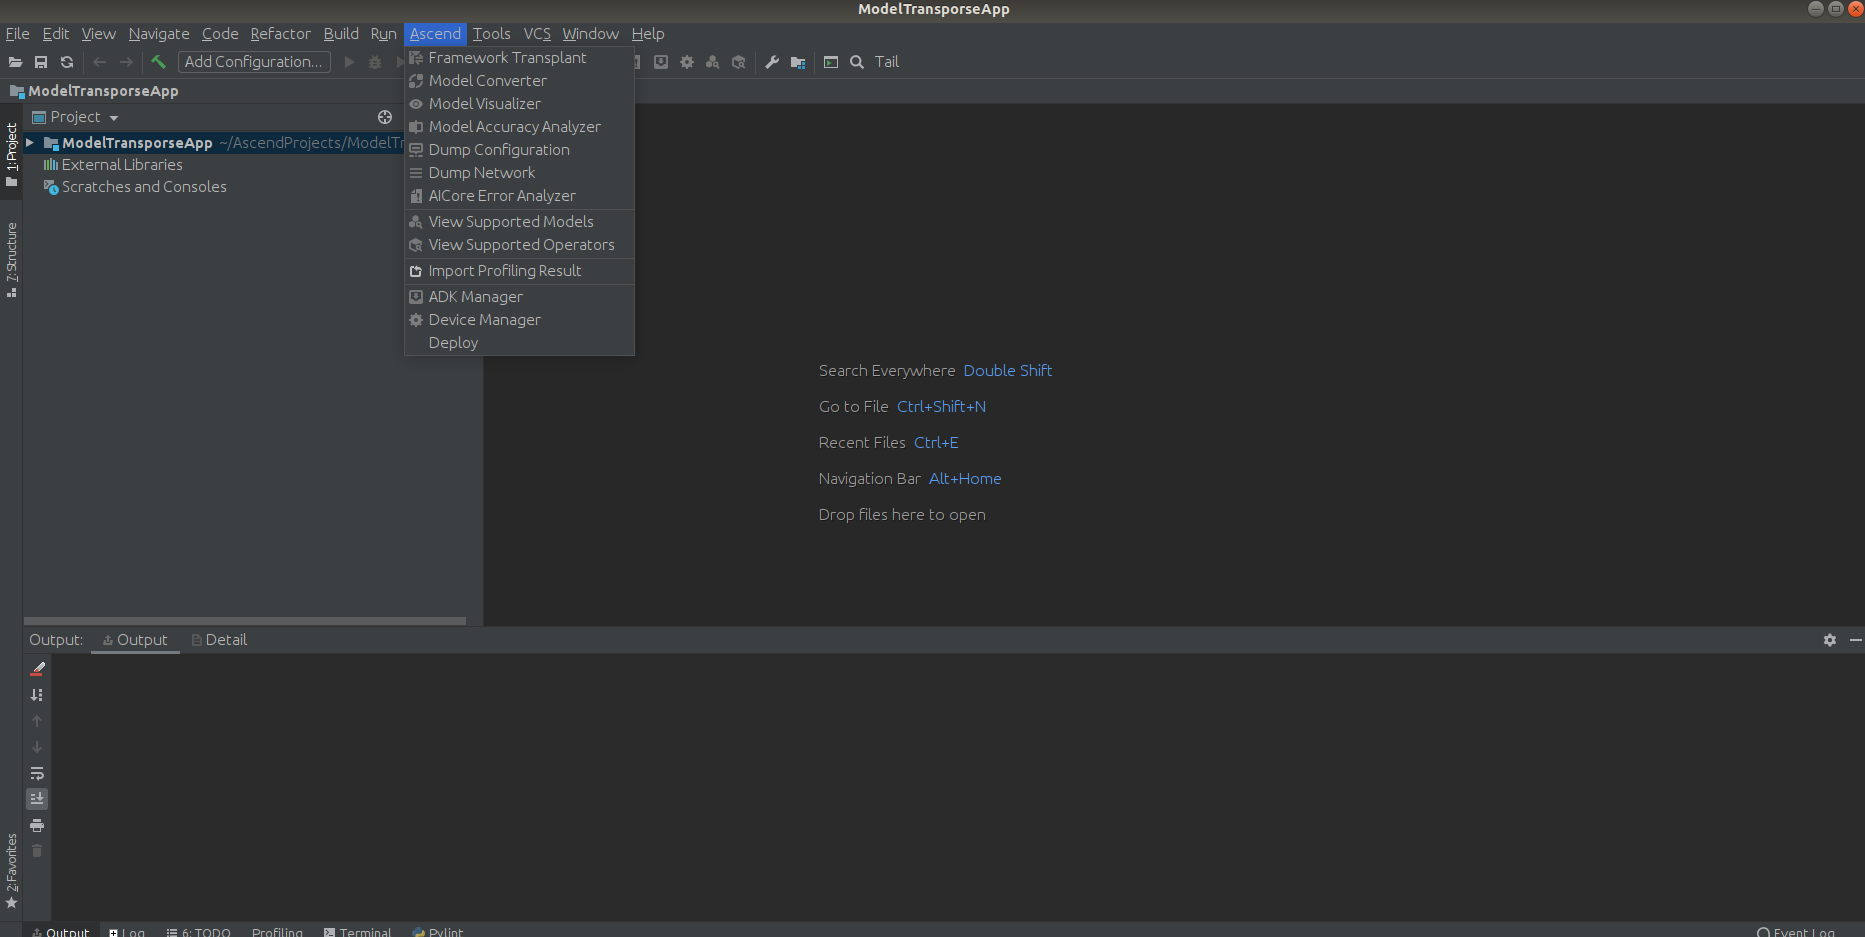 ModelTransporseApp
File Edit View Navigate Code Refactor Build Run Ascend Tools VCS Window Help
Add Configuration... Tail
ModelTransporseApp
Project
ModelTransporseApp ~/AscendProjects/ModelTr
External Libraries
Scratches and Consoles
1: Project
7: Structure
2: Favorites
Framework Transplant
Model Converter
Model Visualizer
Model Accuracy Analyzer
Dump Configuration
Dump Network
AICore Error Analyzer
View Supported Models
View Supported Operators
Import Profiling Result
ADK Manager
Device Manager
Deploy
Search Everywhere Double Shift
Go to File Ctrl+Shift+N
Recent Files Ctrl+E
Navigation Bar Alt+Home
Drop files here to open
Output: Output Detail
Output Log 6: TODO Profiling Terminal Pylint Event Log